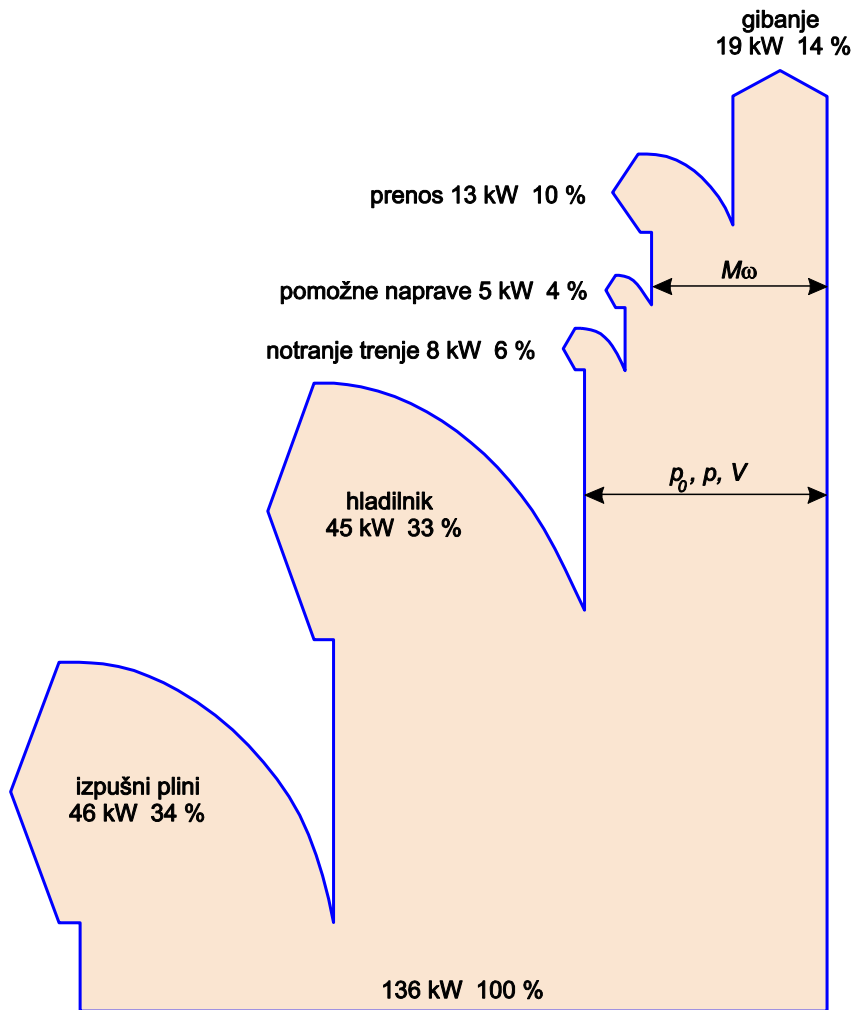 gibanje
19 kW 14 %
prenos 13 kW 10 %
Mω
pomožne naprave 5 kW 4 %
notranje trenje 8 kW 6 %
p₀, p, V
hladilnik
45 kW 33 %
izpušni plini
46 kW 34 %
136 kW 100 %